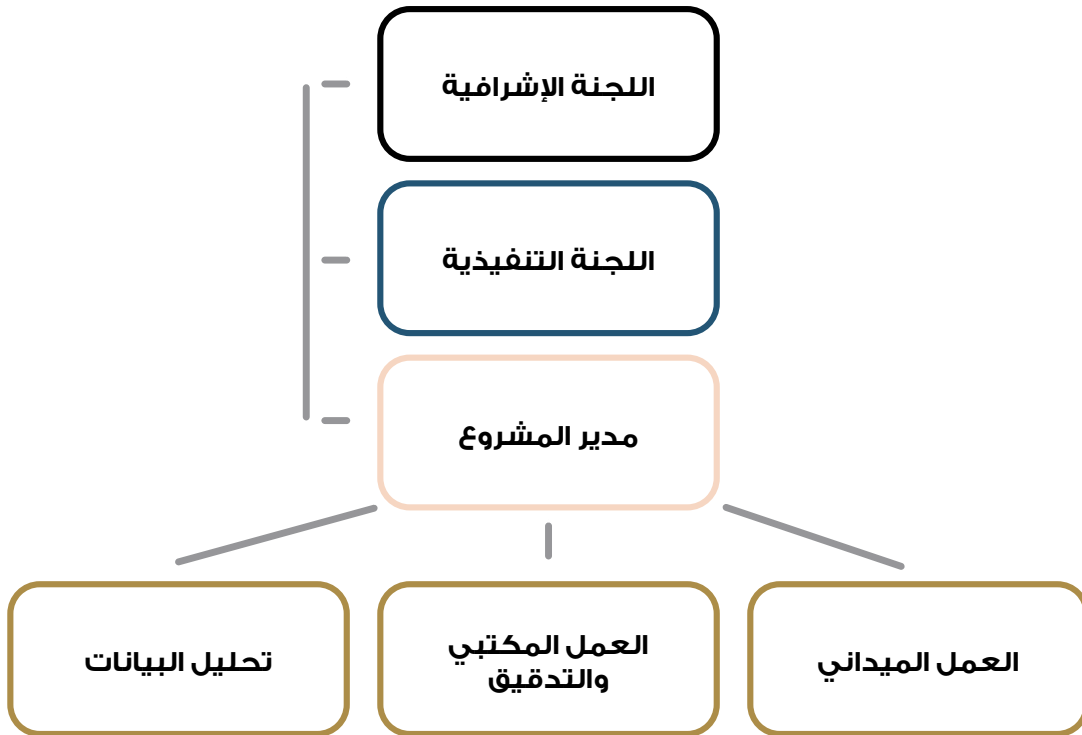 اللجنة الإشرافية
اللجنة التنفيذية
مدير المشروع
العمل الميداني
العمل المكتبي
والتدقيق
تحليل البيانات